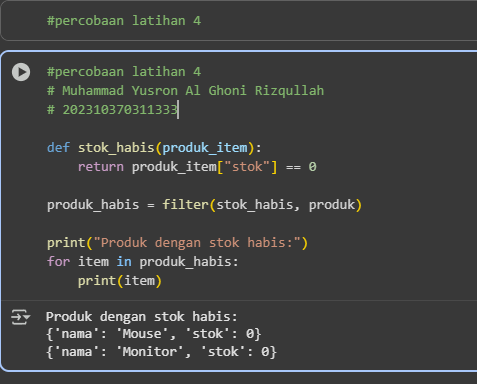 #percobaan latihan 4
#percobaan latihan 4
# Muhammad Yusron Al Ghoni Rizqullah
# 202310370311333
def stok_habis(produk_item):
    return produk_item["stok"] == 0
produk_habis = filter(stok_habis, produk)
print("Produk dengan stok habis:")
for item in produk_habis:
    print(item)
Produk dengan stok habis:
{'nama': 'Mouse', 'stok': 0}
{'nama': 'Monitor', 'stok': 0}